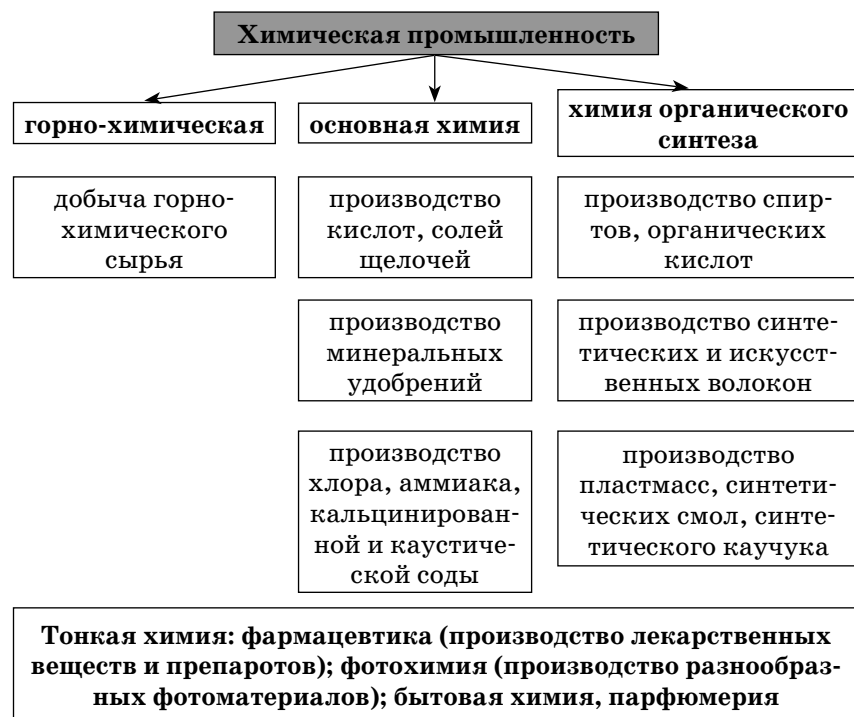 Химическая промышленность
горно-химическая
основная химия
химия органического
синтеза
добыча горно-
химического
сырья
производство
кислот, солей
щелочей
производство спир-
тов, органических
кислот
производство
минеральных
удобрений
производство синте-
тических и искусст-
венных волокон
производство
хлора, аммиака,
кальцинирован-
ной и каустиче-
ской соды
производство
пластмасс, синтети-
ческих смол, синте-
тического каучука
Тонкая химия: фармацевтика (производство лекарственных
веществ и препаротов); фотохимия (производство разнообраз-
ных фотоматериалов); бытовая химия, парфюмерия